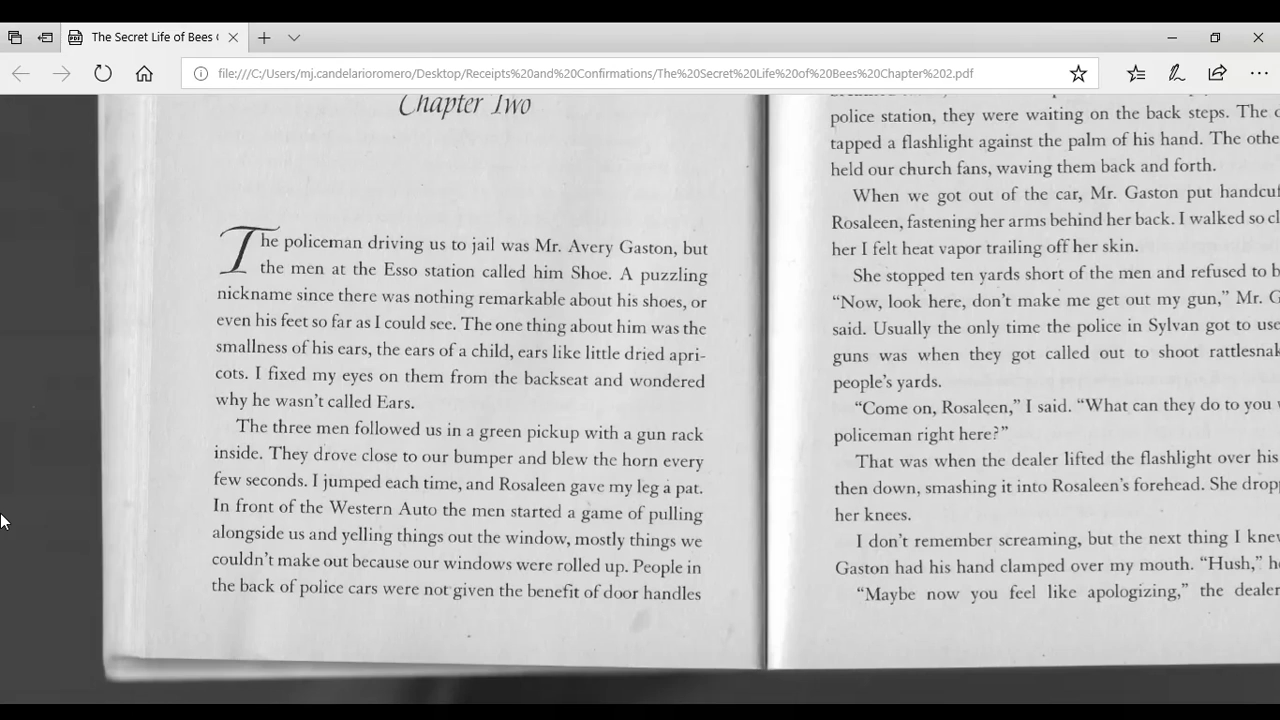 The Secret Life of Bees
file:///C:/Users/mj.candelarioromero/Desktop/Receipts%20and%20Confirmations/The%20Secret%20Life%20of%20Bees%20Chapter%202.pdf
Chapter Two
The policeman driving us to jail was Mr. Avery Gaston, but
the men at the Esso station called him Shoe. A puzzling
nickname since there was nothing remarkable about his shoes, or
even his feet so far as I could see. The one thing about him was the
smallness of his ears, the ears of a child, ears like little dried apri-
cots. I fixed my eyes on them from the backseat and wondered
why he wasn't called Ears.
The three men followed us in a green pickup with a gun rack
inside. They drove close to our bumper and blew the horn every
few seconds. I jumped each time, and Rosaleen gave my leg a pat.
In front of the Western Auto the men started a game of pulling
alongside us and yelling things out the window, mostly things we
couldn't make out because our windows were rolled up. People in
the back of police cars were not given the benefit of door handles
police station, they were waiting on the back steps. The
tapped a flashlight against the palm of his hand. The
held our church fans, waving them back and forth.
When we got out of the car, Mr. Gaston put
Rosaleen, fastening her arms behind her back. I walked so
her I felt heat vapor trailing off her skin.
She stopped ten yards short of the men and refused to
"Now, look here, don't make me get out my gun," Mr.
said. Usually the only time the police in Sylvan got to
guns was when they got called out to shoot
people's yards.
"Come on, Rosaleen," I said. "What can they do to you
policeman right here?"
That was when the dealer lifted the flashlight over his
then down, smashing it into Rosaleen's forehead. She
her knees.
I don't remember screaming, but the next thing I
Gaston had his hand clamped over my mouth. "Hush,"
"Maybe now you feel like apologizing," the dealer